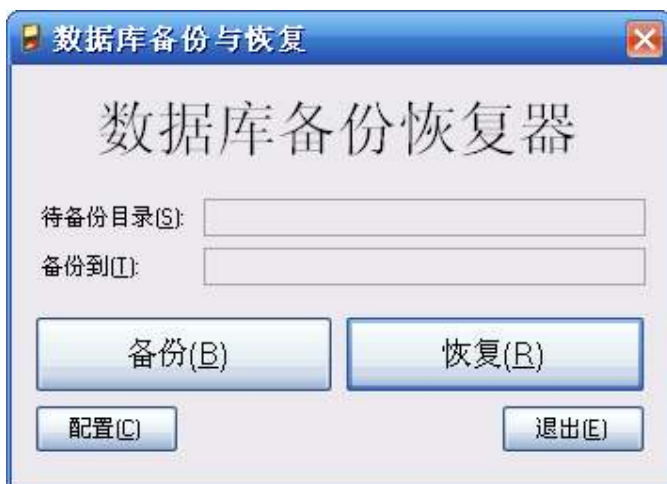 数据库备份与恢复
数据库备份恢复器
待备份目录(S):
备份到(T):
备份(B) 恢复(R)
配置(C) 退出(E)